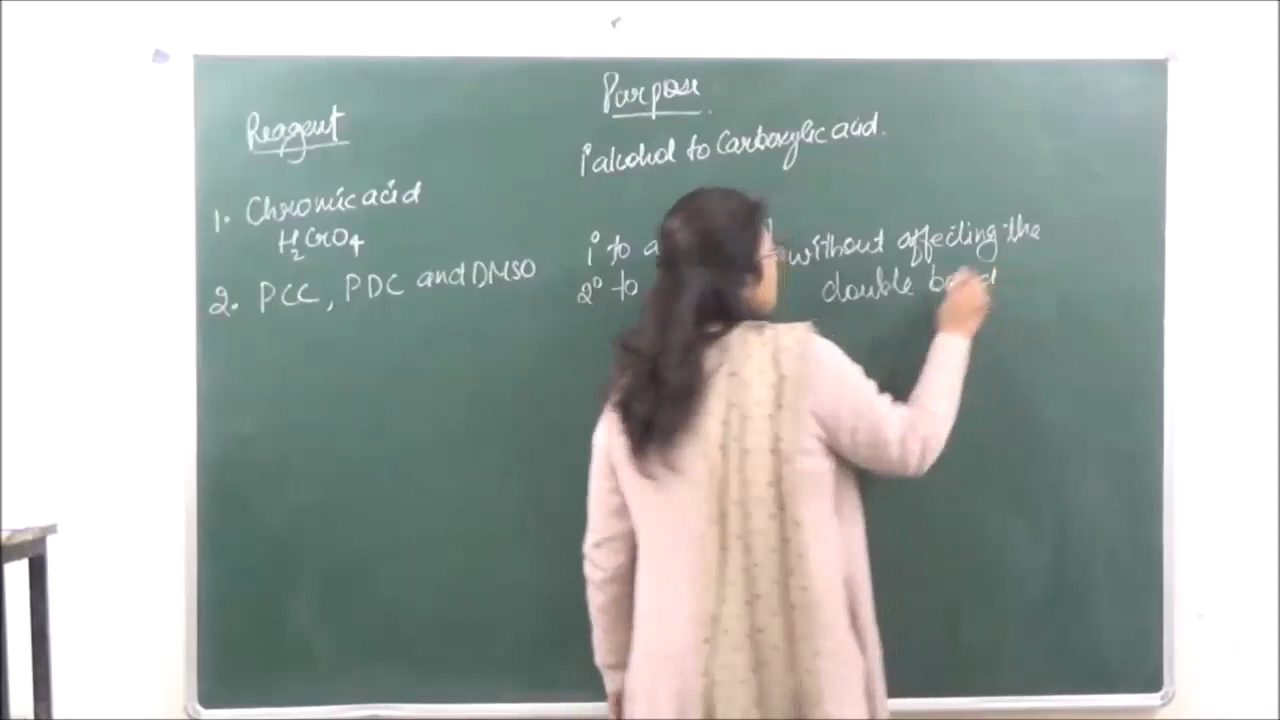 Reagent
Purpose
1° alcohol to Carboxylic acid.
1. Chromic acid
H2CrO4
2. PCC, PDC and DMSO
1° to without affecting the
2° to double bond